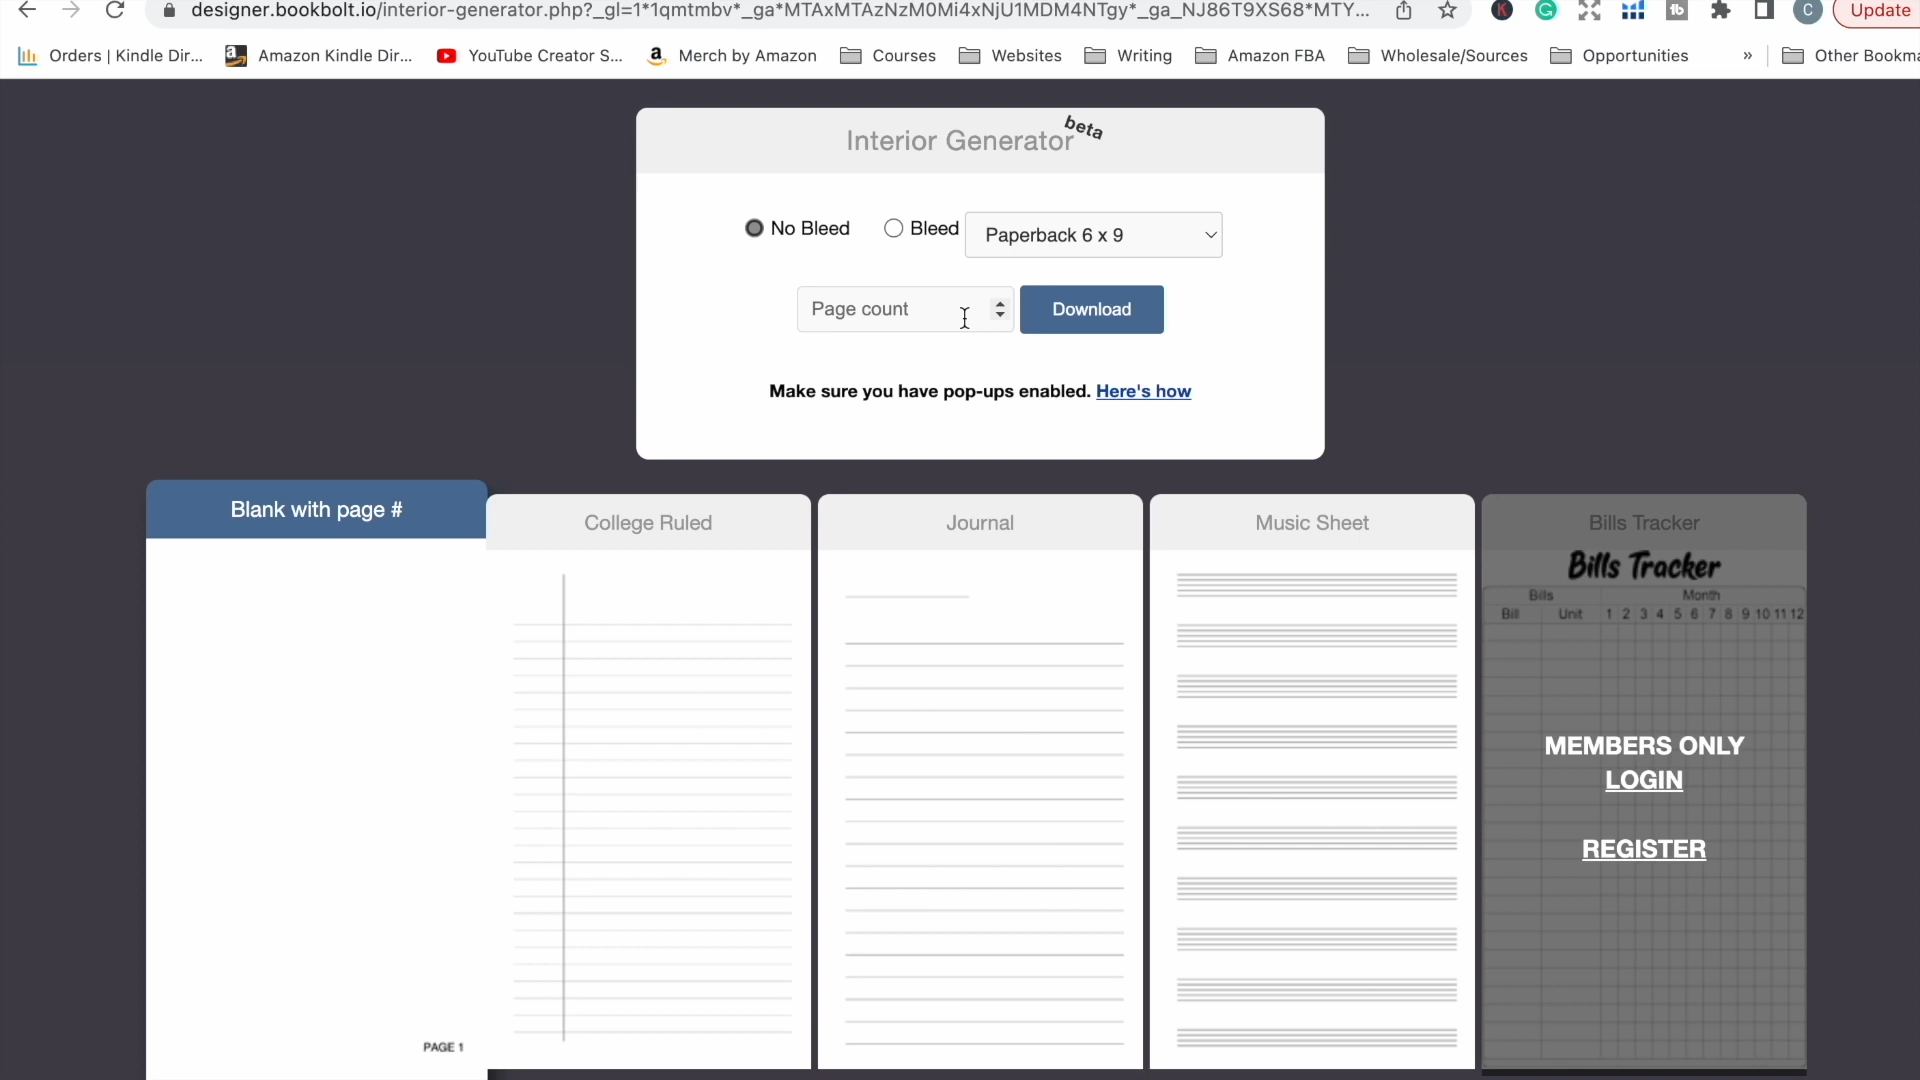 designer.bookbolt.io/interior-generator.php?_gl=1*1qmtmbv*_ga*MTAxMTAzNzM0Mi4xNjU1MDM4NTgy*_ga_NJ86T9XS68*MTY...
K
G
tb
C
Update
Orders | Kindle Dir...
Amazon Kindle Dir...
YouTube Creator S...
Merch by Amazon
Courses
Websites
Writing
Amazon FBA
Wholesale/Sources
Opportunities
»
Other Bookma
Interior Generator beta
No Bleed
Bleed
Paperback 6 x 9
Page count
Download
Make sure you have pop-ups enabled. Here's how
Blank with page #
College Ruled
Journal
Music Sheet
Bills Tracker
Bills Tracker
Bills Month
Bill Unit 1 2 3 4 5 6 7 8 9 10 11 12
MEMBERS ONLY
LOGIN
REGISTER
PAGE 1